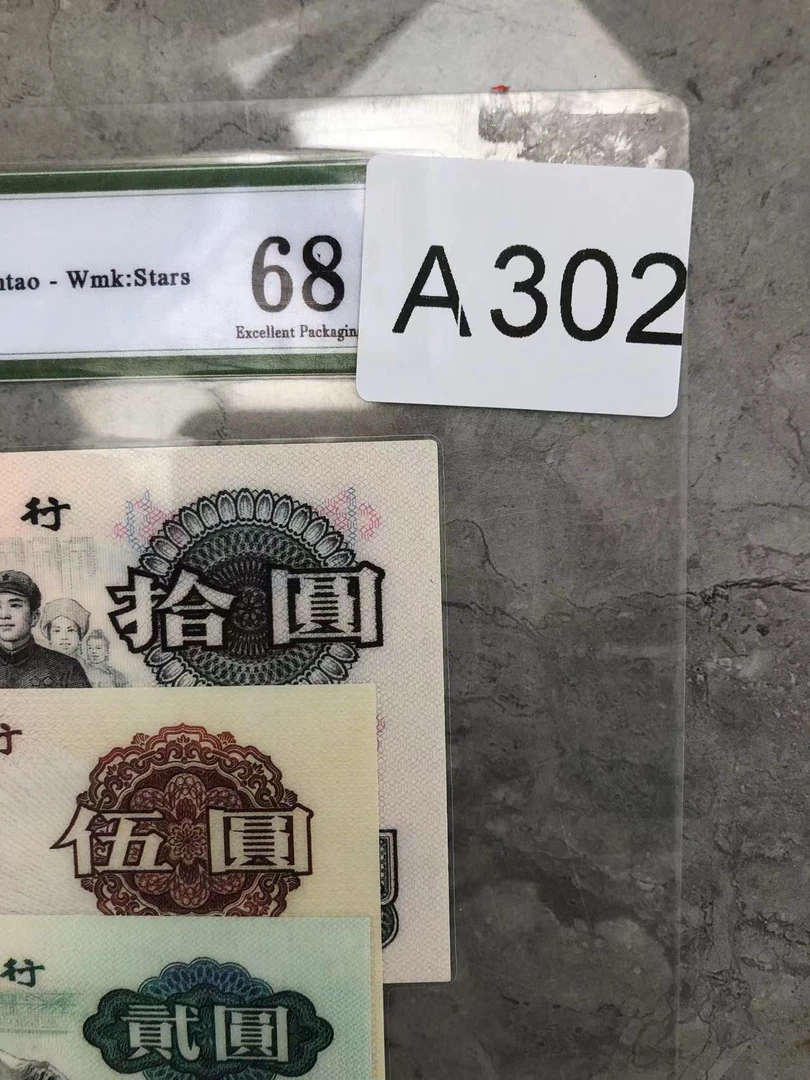 ntao - Wmk:Stars
68
Excellent Packagin
A302
行
拾圓
行
伍圓
行
貳圓